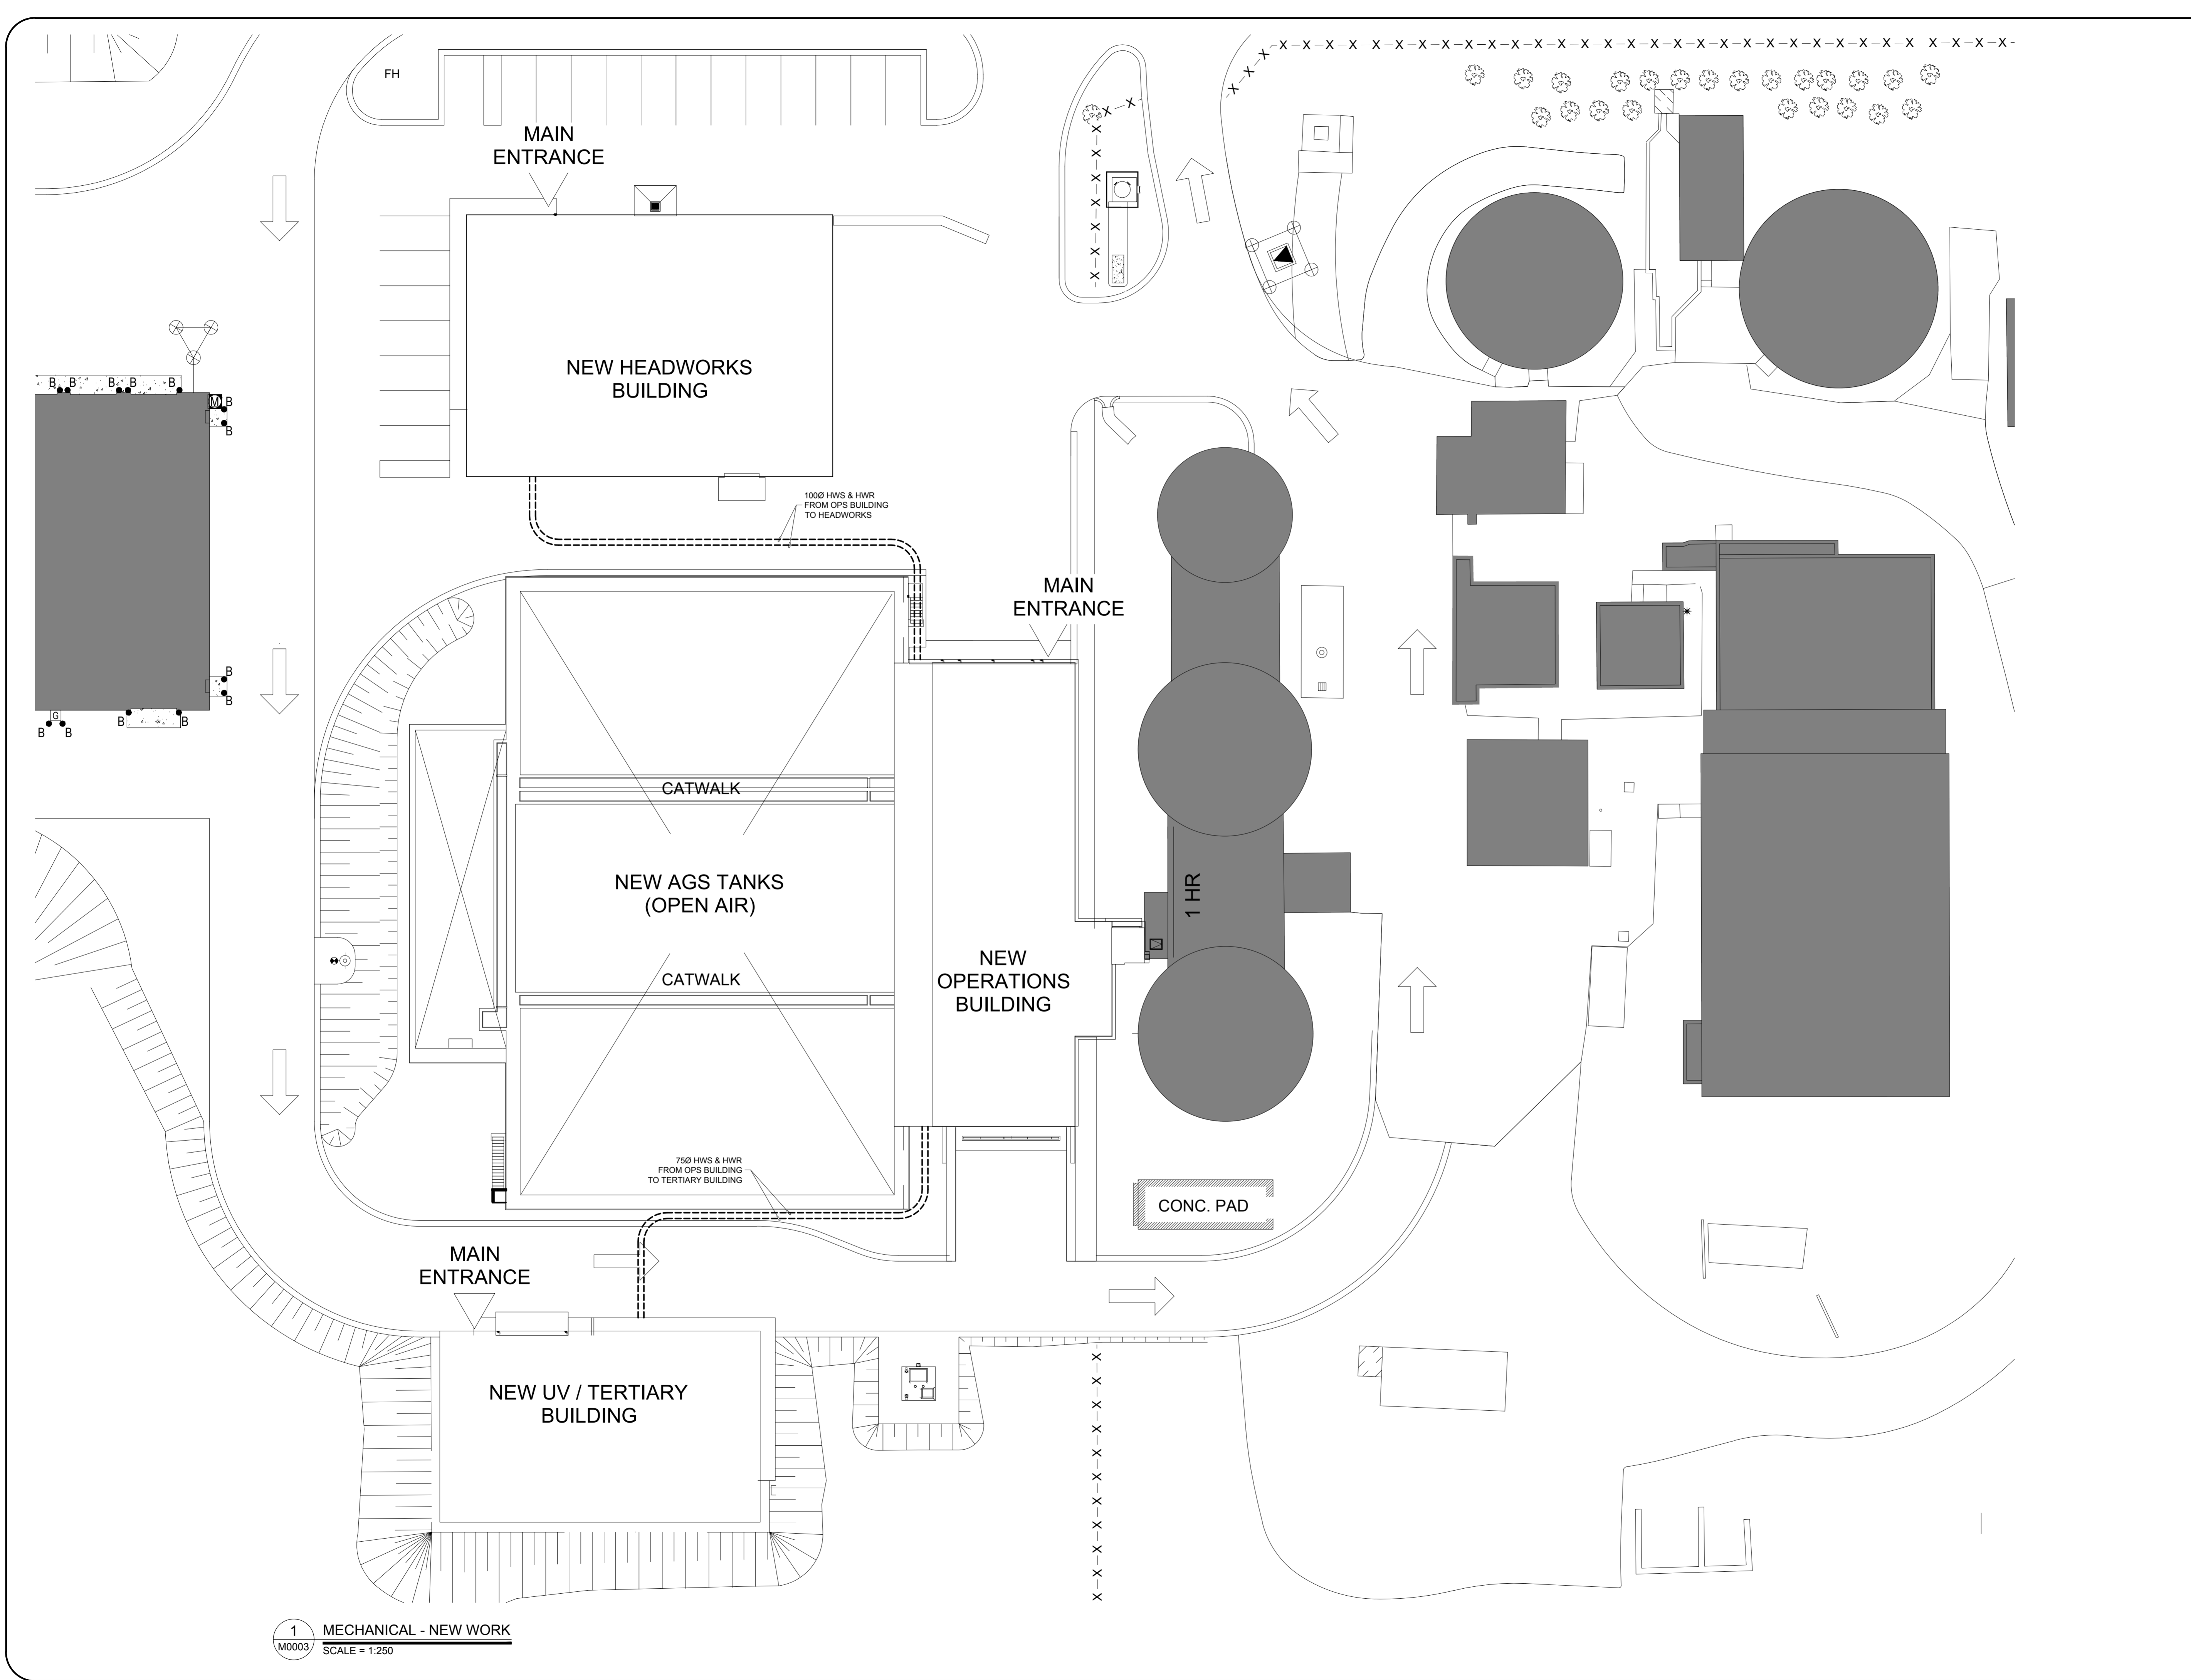 FH
MAIN
ENTRANCE
NEW HEADWORKS
BUILDING
B B B B B
M B
B
100Ø HWS & HWR
FROM OPS BUILDING
TO HEADWORKS
MAIN
ENTRANCE
B
B
G
B B
B B
CATWALK
NEW AGS TANKS
(OPEN AIR)
1 HR
CATWALK
NEW
OPERATIONS
BUILDING
75Ø HWS & HWR
FROM OPS BUILDING
TO TERTIARY BUILDING
CONC. PAD
MAIN
ENTRANCE
NEW UV / TERTIARY
BUILDING
1
M0003
MECHANICAL - NEW WORK
SCALE = 1:250